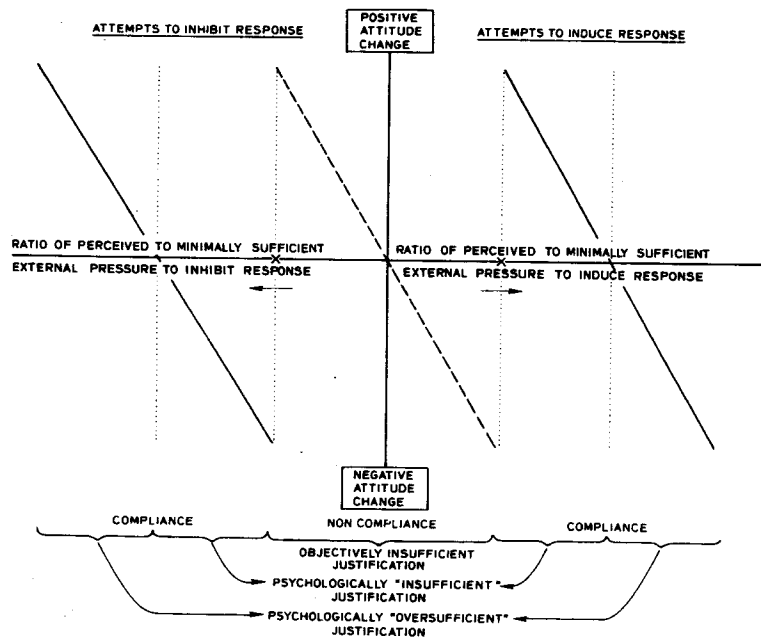 POSITIVE
ATTITUDE
CHANGE
ATTEMPTS TO INHIBIT RESPONSE
ATTEMPTS TO INDUCE RESPONSE
RATIO OF PERCEIVED TO MINIMALLY SUFFICIENT
EXTERNAL PRESSURE TO INHIBIT RESPONSE
RATIO OF PERCEIVED TO MINIMALLY SUFFICIENT
EXTERNAL PRESSURE TO INDUCE RESPONSE
NEGATIVE
ATTITUDE
CHANGE
COMPLIANCE
NON COMPLIANCE
COMPLIANCE
OBJECTIVELY INSUFFICIENT
JUSTIFICATION
PSYCHOLOGICALLY "INSUFFICIENT"
JUSTIFICATION
PSYCHOLOGICALLY "OVERSUFFICIENT"
JUSTIFICATION